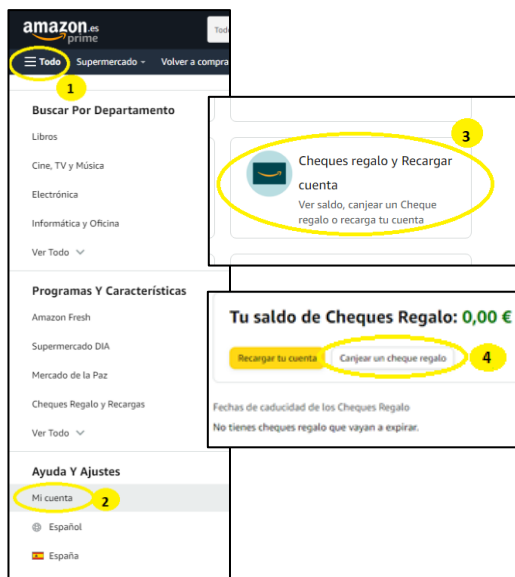 amazon.es
prime
Todo
Todo Supermercado Volver a compra
1
Buscar Por Departamento
Libros
Cine, TV y Música
Electrónica
Informática y Oficina
Ver Todo
Programas Y Características
Amazon Fresh
Supermercado DIA
Mercado de la Paz
Cheques Regalo y Recargas
Ver Todo
Ayuda Y Ajustes
Mi cuenta
2
Español
España
3
Cheques regalo y Recargar
cuenta
Ver saldo, canjear un Cheque
regalo o recarga tu cuenta
Tu saldo de Cheques Regalo: 0,00 €
Recargar tu cuenta Canjear un cheque regalo 4
Fechas de caducidad de los Cheques Regalo
No tienes cheques regalo que vayan a expirar.